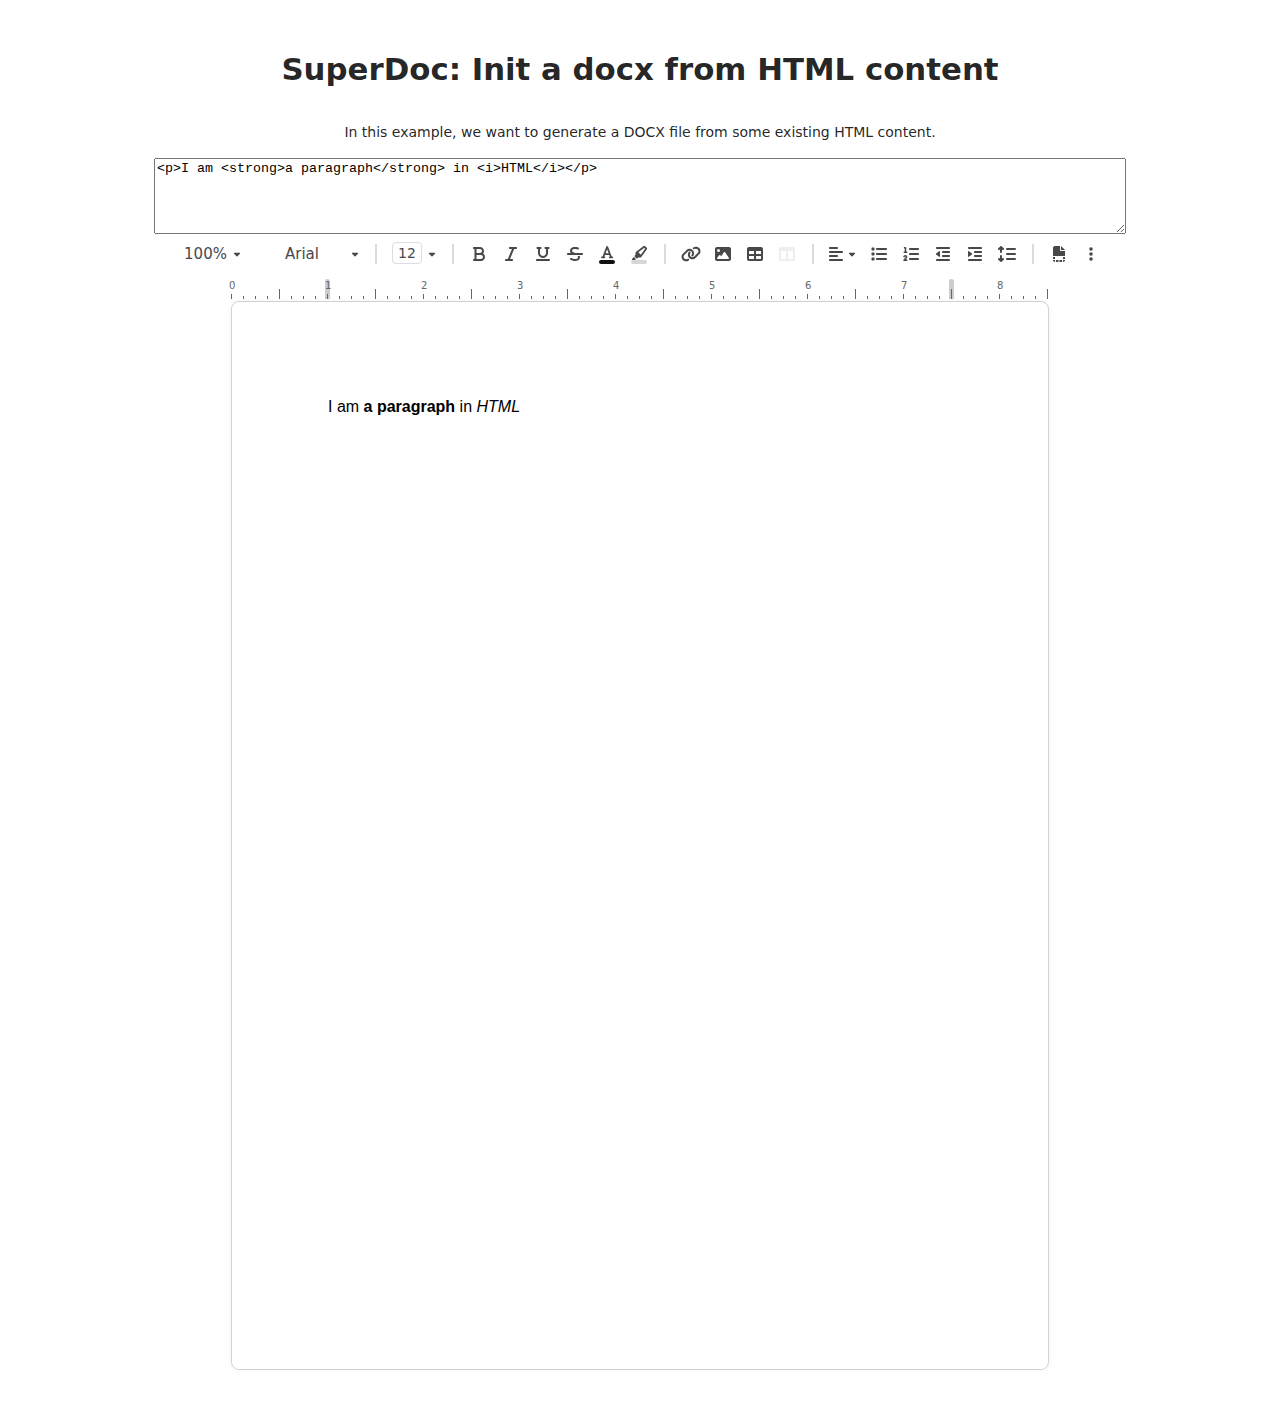 SuperDoc: Init a docx from HTML content
In this example, we want to generate a DOCX file from some existing HTML content.
<p>I am <strong>a paragraph</strong> in <i>HTML</i></p>
100% Arial 12
0 1 2 3 4 5 6 7 8
I am a paragraph in HTML